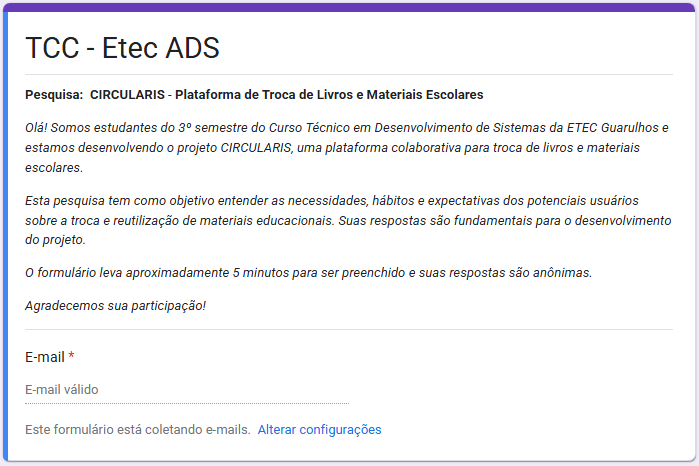 TCC - Etec ADS
Pesquisa: CIRCULARIS - Plataforma de Troca de Livros e Materiais Escolares
Olá! Somos estudantes do 3º semestre do Curso Técnico em Desenvolvimento de Sistemas da ETEC Guarulhos e
estamos desenvolvendo o projeto CIRCULARIS, uma plataforma colaborativa para troca de livros e materiais
escolares.
Esta pesquisa tem como objetivo entender as necessidades, hábitos e expectativas dos potenciais usuários
sobre a troca e reutilização de materiais educacionais. Suas respostas são fundamentais para o desenvolvimento
do projeto.
O formulário leva aproximadamente 5 minutos para ser preenchido e suas respostas são anônimas.
Agradecemos sua participação!
E-mail *
E-mail válido
Este formulário está coletando e-mails. Alterar configurações